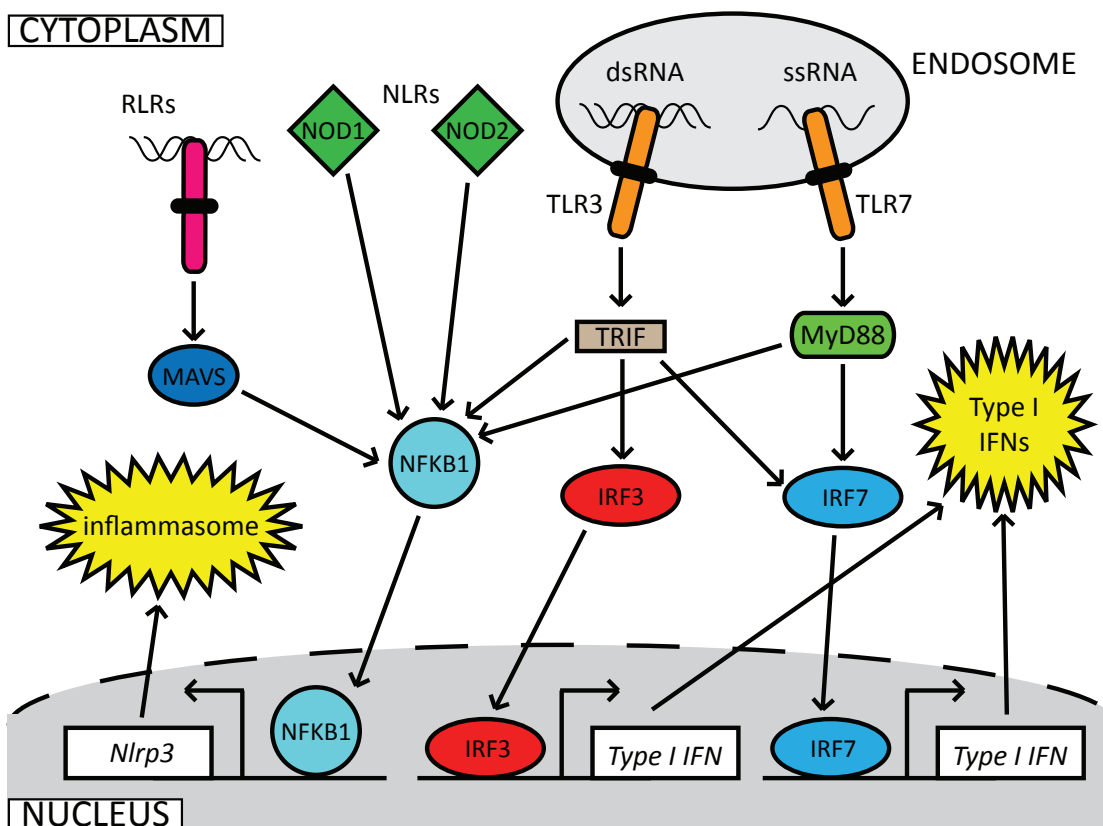 CYTOPLASM
ENDOSOME
dsRNA
ssRNA
RLRs
NLRs
NOD1
NOD2
TLR3
TLR7
TRIF
MyD88
MAVS
Type I
IFNs
NFKB1
IRF3
IRF7
inflammasome
NFKB1
Nlrp3
IRF3
Type I IFN
IRF7
Type I IFN
NUCLEUS